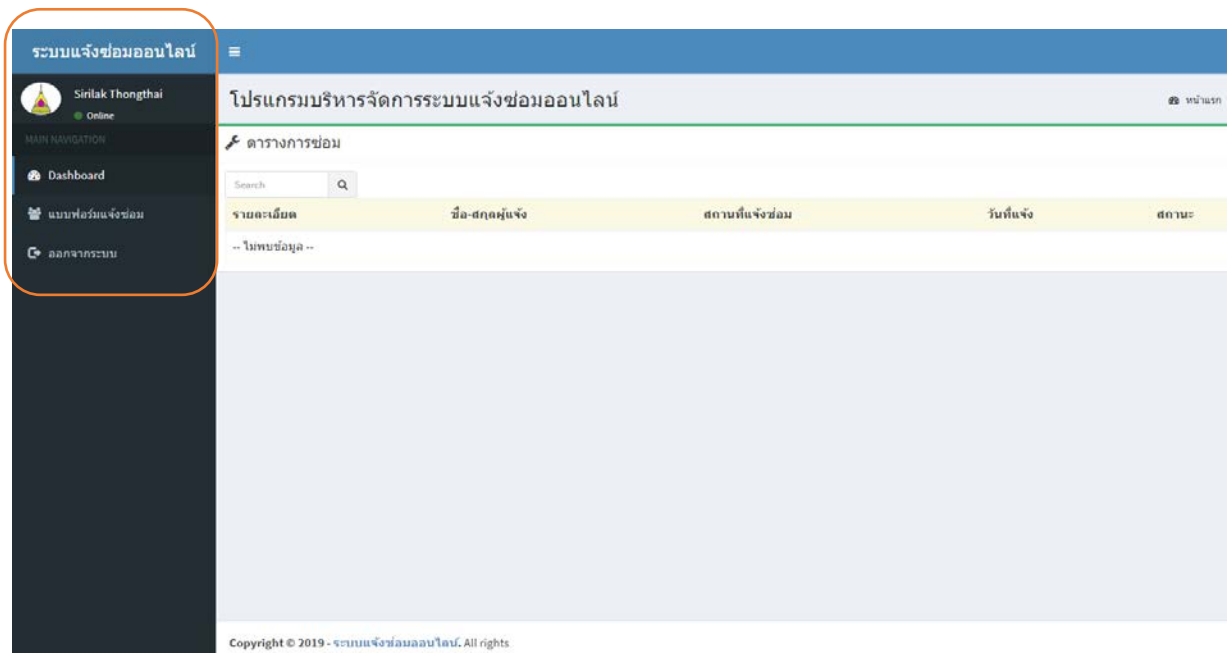 ระบบแจ้งซ่อมออนไลน์
Sirilak Thongthai
Online
MAIN NAVIGATION
Dashboard
แบบฟอร์มแจ้งซ่อม
ออกจากระบบ
โปรแกรมบริหารจัดการระบบแจ้งซ่อมออนไลน์
หน้าแรก
ตารางการซ่อม
Search
รายละเอียด ชื่อ-สกุลผู้แจ้ง สถานที่แจ้งซ่อม วันที่แจ้ง สถานะ
-- ไม่พบข้อมูล --
Copyright © 2019 - ระบบแจ้งซ่อมออนไลน์. All rights